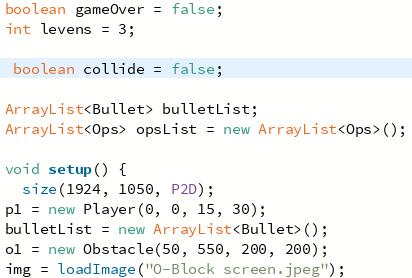 boolean gameOver = false;
int levens = 3;
boolean collide = false;
ArrayList<Bullet> bulletList;
ArrayList<Ops> opsList = new ArrayList<Ops>();
void setup() {
size(1924, 1050, P2D);
p1 = new Player(0, 0, 15, 30);
bulletList = new ArrayList<Bullet>();
o1 = new Obstacle(50, 550, 200, 200);
img = loadImage("O-Block screen.jpeg");